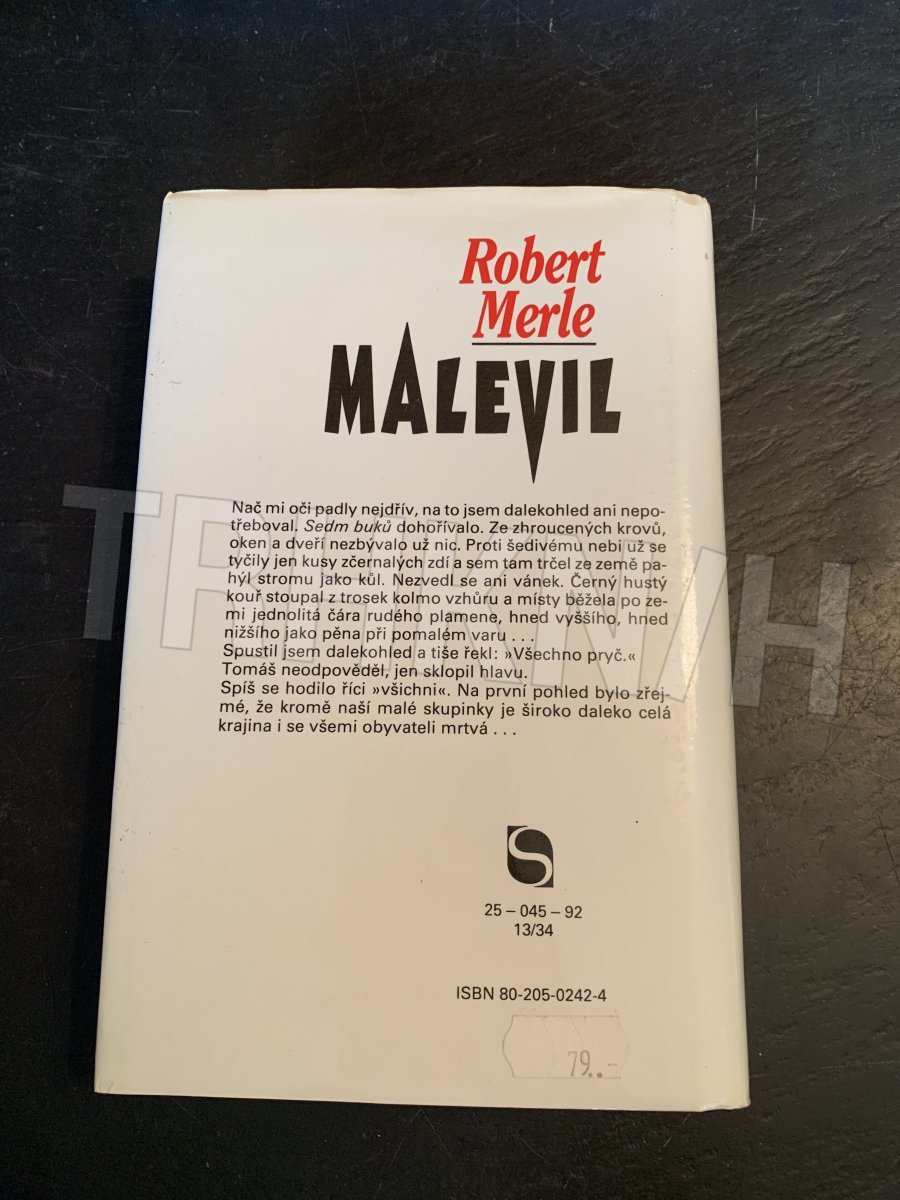 Robert
Merle
MALEVIL
Nač mi oči padly nejdřív, na to jsem dalekohled ani nepo-
třeboval. Sedm buků dohořívalo. Ze zhroucených krovů,
oken a dveří nezbývalo už nic. Proti šedivému nebi už se
tyčily jen kusy zčernalých zdí a sem tam trčel ze země pa-
hýl stromu jako kůl. Nezvedl se ani vánek. Černý hustý
kouř stoupal z trosek kolmo vzhůru a místy běžela po ze-
mi jednolitá čára rudého plamene, hned vyššího, hned
nižšího jako pěna při pomalém varu . . .
Spustil jsem dalekohled a tiše řekl: »Všechno pryč.«
Tomáš neodpověděl, jen sklopil hlavu.
Spíš se hodilo říci »všichni«. Na první pohled bylo zřej-
mé, že kromě naší malé skupinky je široko daleko celá
krajina i se všemi obyvateli mrtvá . . .
S
25 – 045 – 92
13/34
ISBN 80-205-0242-4
79..–